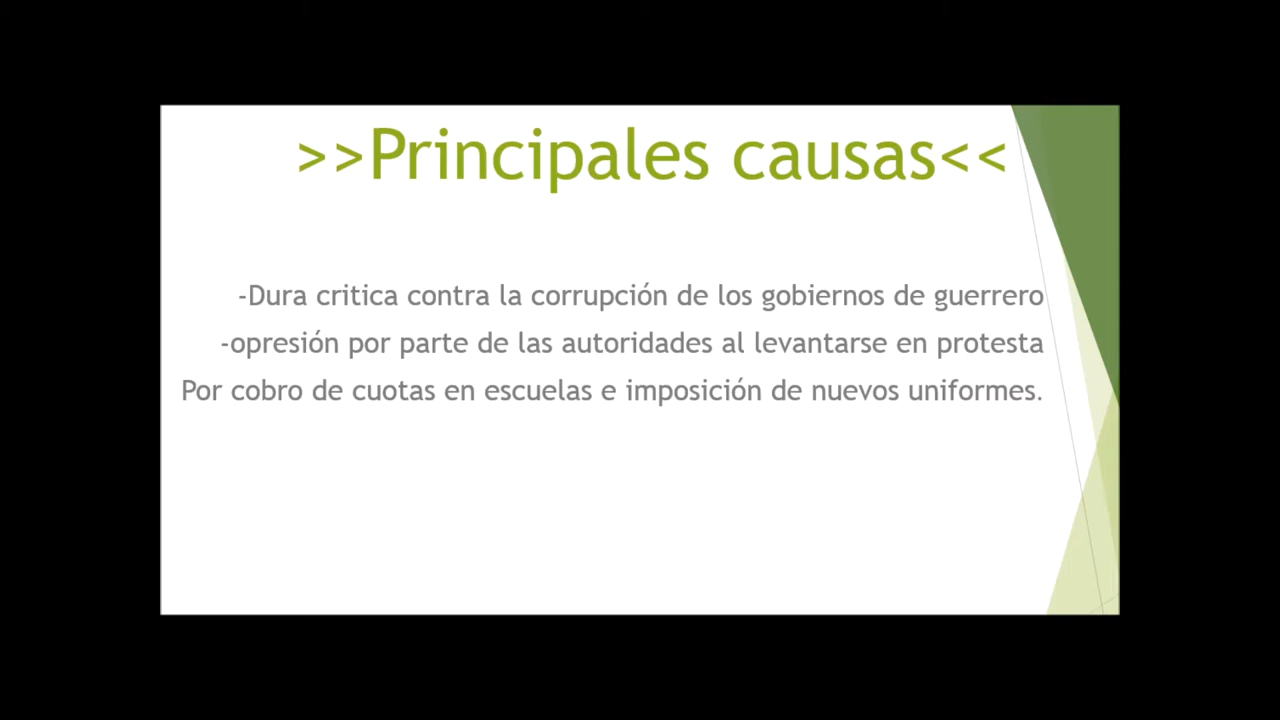 >>Principales causas<<
-Dura critica contra la corrupción de los gobiernos de guerrero
-opresión por parte de las autoridades al levantarse en protesta
Por cobro de cuotas en escuelas e imposición de nuevos uniformes.